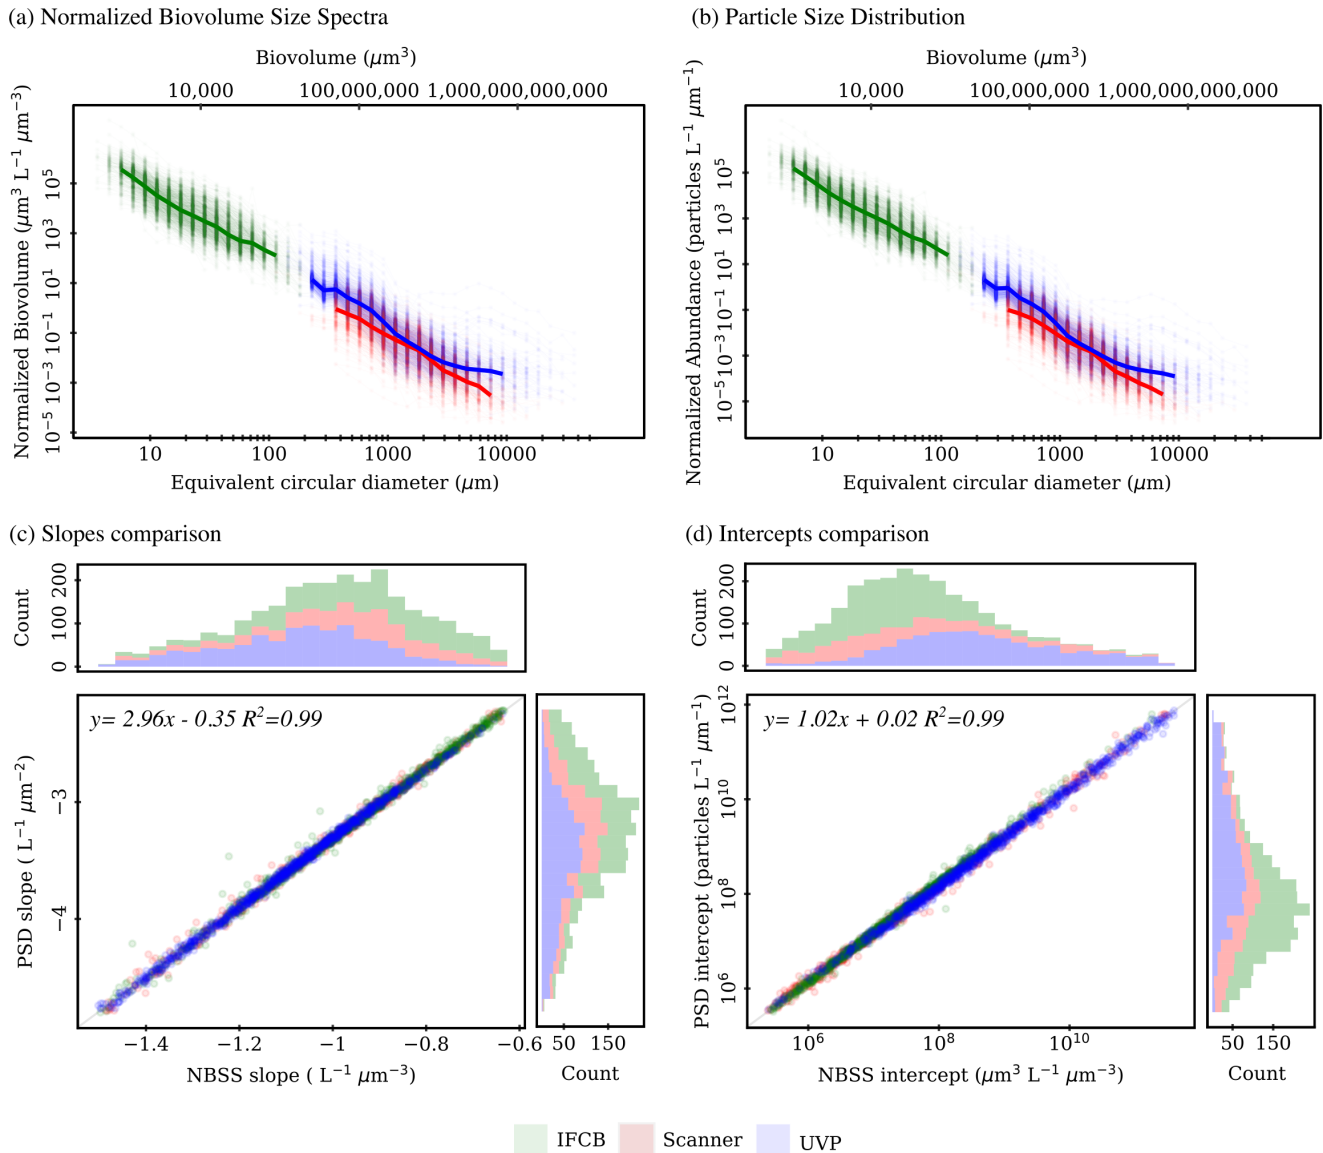 (a) Normalized Biovolume Size Spectra
Biovolume (μm³)
10,000 100,000,000 1,000,000,000,000
Normalized Biovolume (μm³ L⁻¹ μm⁻³)
10⁵
10³
10¹
10⁻¹
10⁻³
10⁻⁵
10 100 1000 10000
Equivalent circular diameter (μm)
(b) Particle Size Distribution
Biovolume (μm³)
10,000 100,000,000 1,000,000,000,000
Normalized Abundance (particles L⁻¹ μm⁻¹)
10⁵
10³
10¹
10⁻¹
10⁻³
10⁻⁵
10 100 1000 10000
Equivalent circular diameter (μm)
(c) Slopes comparison
Count
200
100
0
y= 2.96x - 0.35 R²=0.99
PSD slope ( L⁻¹ μm⁻²)
−3
−4
−1.4 −1.2 −1 −0.8 −0.6
NBSS slope ( L⁻¹ μm⁻³)
50 150
Count
(d) Intercepts comparison
Count
200
100
0
y= 1.02x + 0.02 R²=0.99
PSD intercept (particles L⁻¹ μm⁻¹)
10¹²
10¹⁰
10⁸
10⁶
10⁶ 10⁸ 10¹⁰
NBSS intercept (μm³ L⁻¹ μm⁻³)
50 150
Count
IFCB Scanner UVP